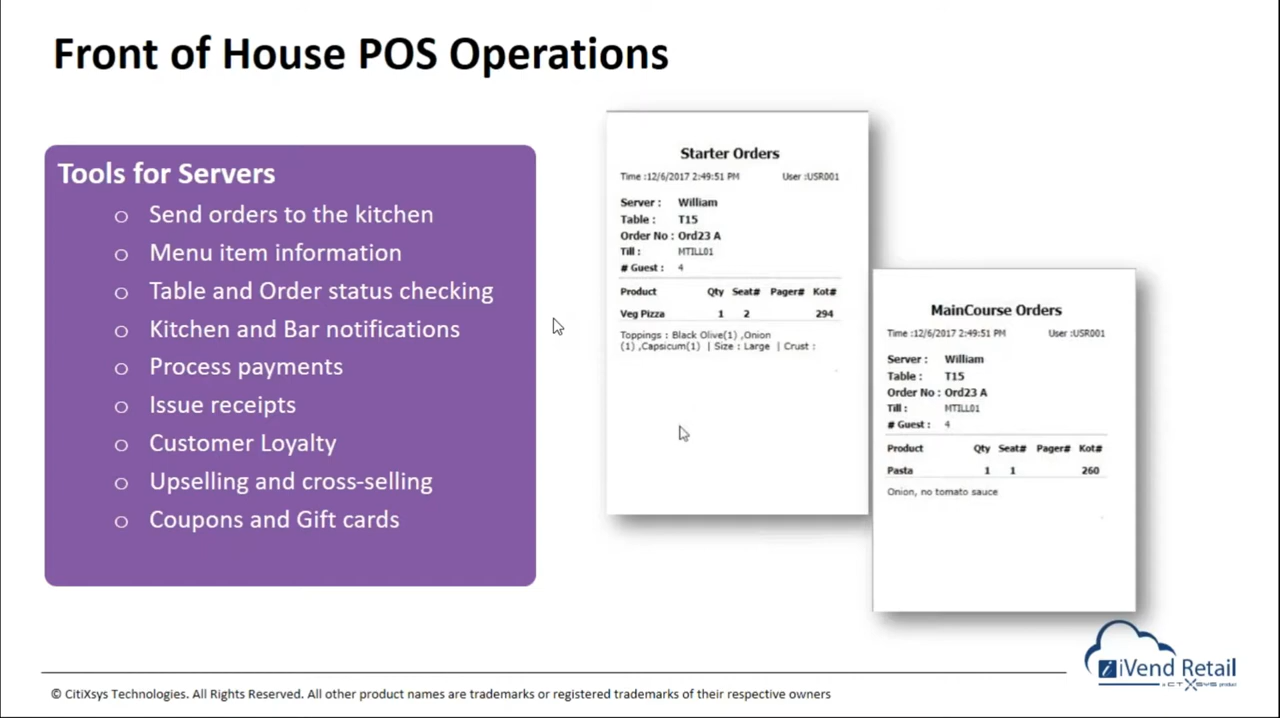 Front of House POS Operations
Tools for Servers
o Send orders to the kitchen
o Menu item information
o Table and Order status checking
o Kitchen and Bar notifications
o Process payments
o Issue receipts
o Customer Loyalty
o Upselling and cross-selling
o Coupons and Gift cards
Starter Orders
Time :12/6/2017 2:49:51 PM User :USR001
Server : William
Table : T15
Order No : Ord23 A
Till : MTILL01
# Guest : 4
Product Qty Seat# Pager# Kot#
Veg Pizza 1 2 294
Toppings : Black Olive(1) ,Onion
(1) ,Capsicum(1) | Size : Large | Crust :
MainCourse Orders
Time :12/6/2017 2:49:51 PM User :USR001
Server : William
Table : T15
Order No : Ord23 A
Till : MTILL01
# Guest : 4
Product Qty Seat# Pager# Kot#
Pasta 1 1 260
Onion, no tomato sauce
iVend Retail
a CTXSYS product
© CitiXsys Technologies. All Rights Reserved. All other product names are trademarks or registered trademarks of their respective owners